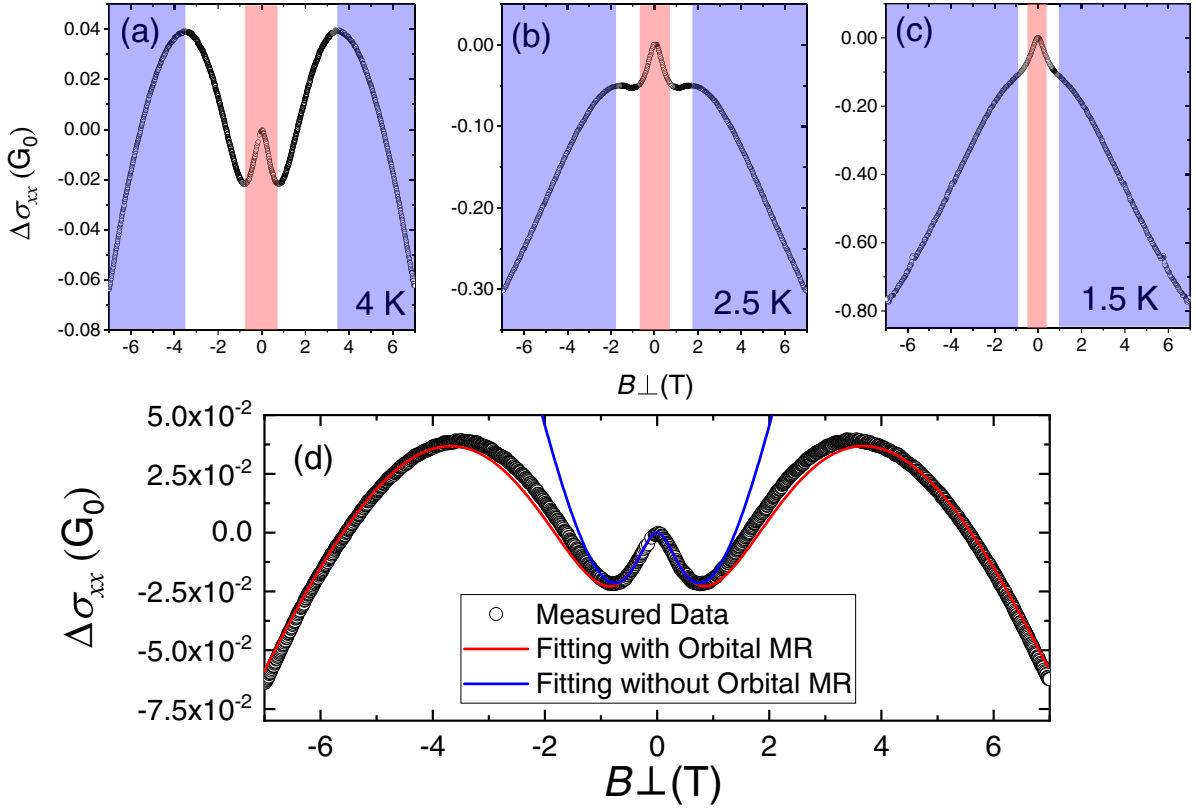 (a)
4 K
Δσxx (G0)
0.04
0.02
0.00
-0.02
-0.04
-0.06
-0.08
-6 -4 -2 0 2 4 6
(b)
2.5 K
0.00
-0.10
-0.20
-0.30
-6 -4 -2 0 2 4 6
(c)
1.5 K
0.00
-0.20
-0.40
-0.60
-0.80
-6 -4 -2 0 2 4 6
B⊥(T)
(d)
Δσxx (G0)
5.0x10-2
2.5x10-2
0.0
-2.5x10-2
-5.0x10-2
-7.5x10-2
Measured Data
Fitting with Orbital MR
Fitting without Orbital MR
-6 -4 -2 0 2 4 6
B⊥(T)